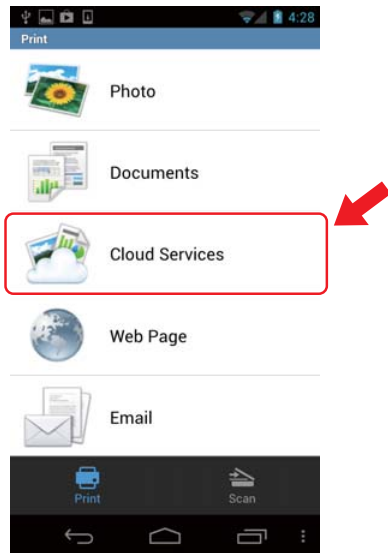 4:28
Print
Photo
Documents
Cloud Services
Web Page
Email
Print
Scan